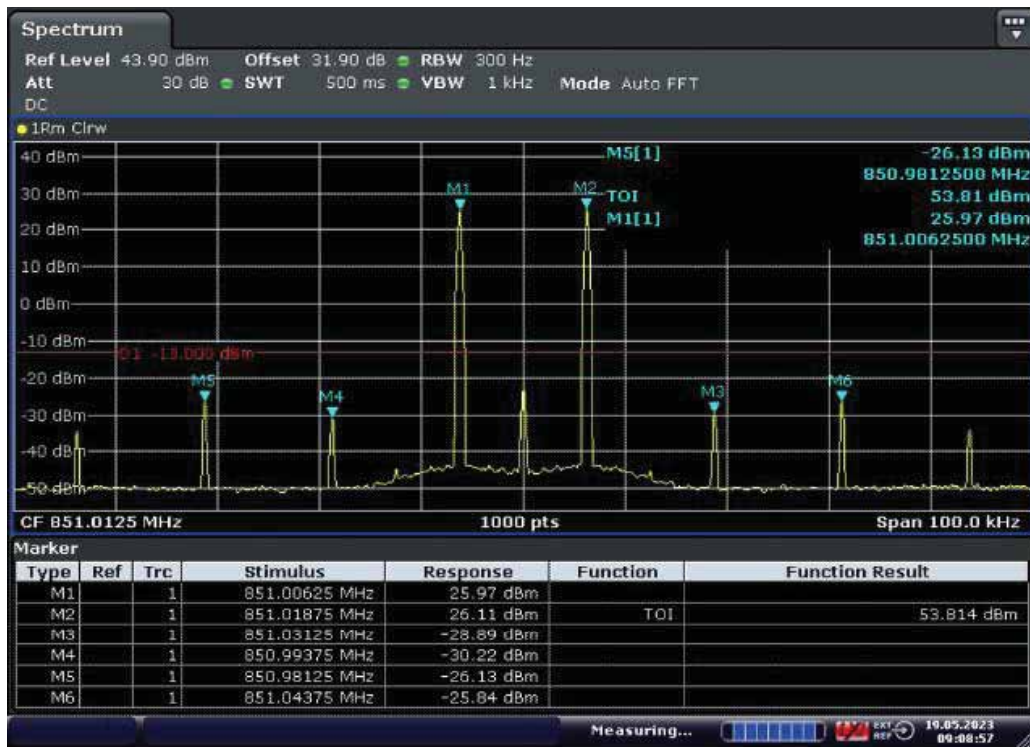 Spectrum
Ref Level 43.90 dBm Offset 31.90 dB RBW 300 Hz
Att 30 dB SWT 500 ms VBW 1 kHz Mode Auto FFT
DC
1Rm Clrw
40 dBm
M5[1] -26.13 dBm
850.9812500 MHz
30 dBm
M1
M2
TOI 53.81 dBm
M1[1] 25.97 dBm
20 dBm
851.0062500 MHz
10 dBm
0 dBm
-10 dBm
D1 -13.000 dBm
-20 dBm
M5
M4
M3
M6
-30 dBm
-40 dBm
-50 dBm
CF 851.0125 MHz 1000 pts Span 100.0 kHz
Marker
Type Ref Trc Stimulus Response Function Function Result
M1 1 851.00625 MHz 25.97 dBm
M2 1 851.01875 MHz 26.11 dBm TOI 53.814 dBm
M3 1 851.03125 MHz -28.89 dBm
M4 1 850.99375 MHz -30.22 dBm
M5 1 850.98125 MHz -26.13 dBm
M6 1 851.04375 MHz -25.84 dBm
Measuring... EXT REF 19.05.2023
09:08:57